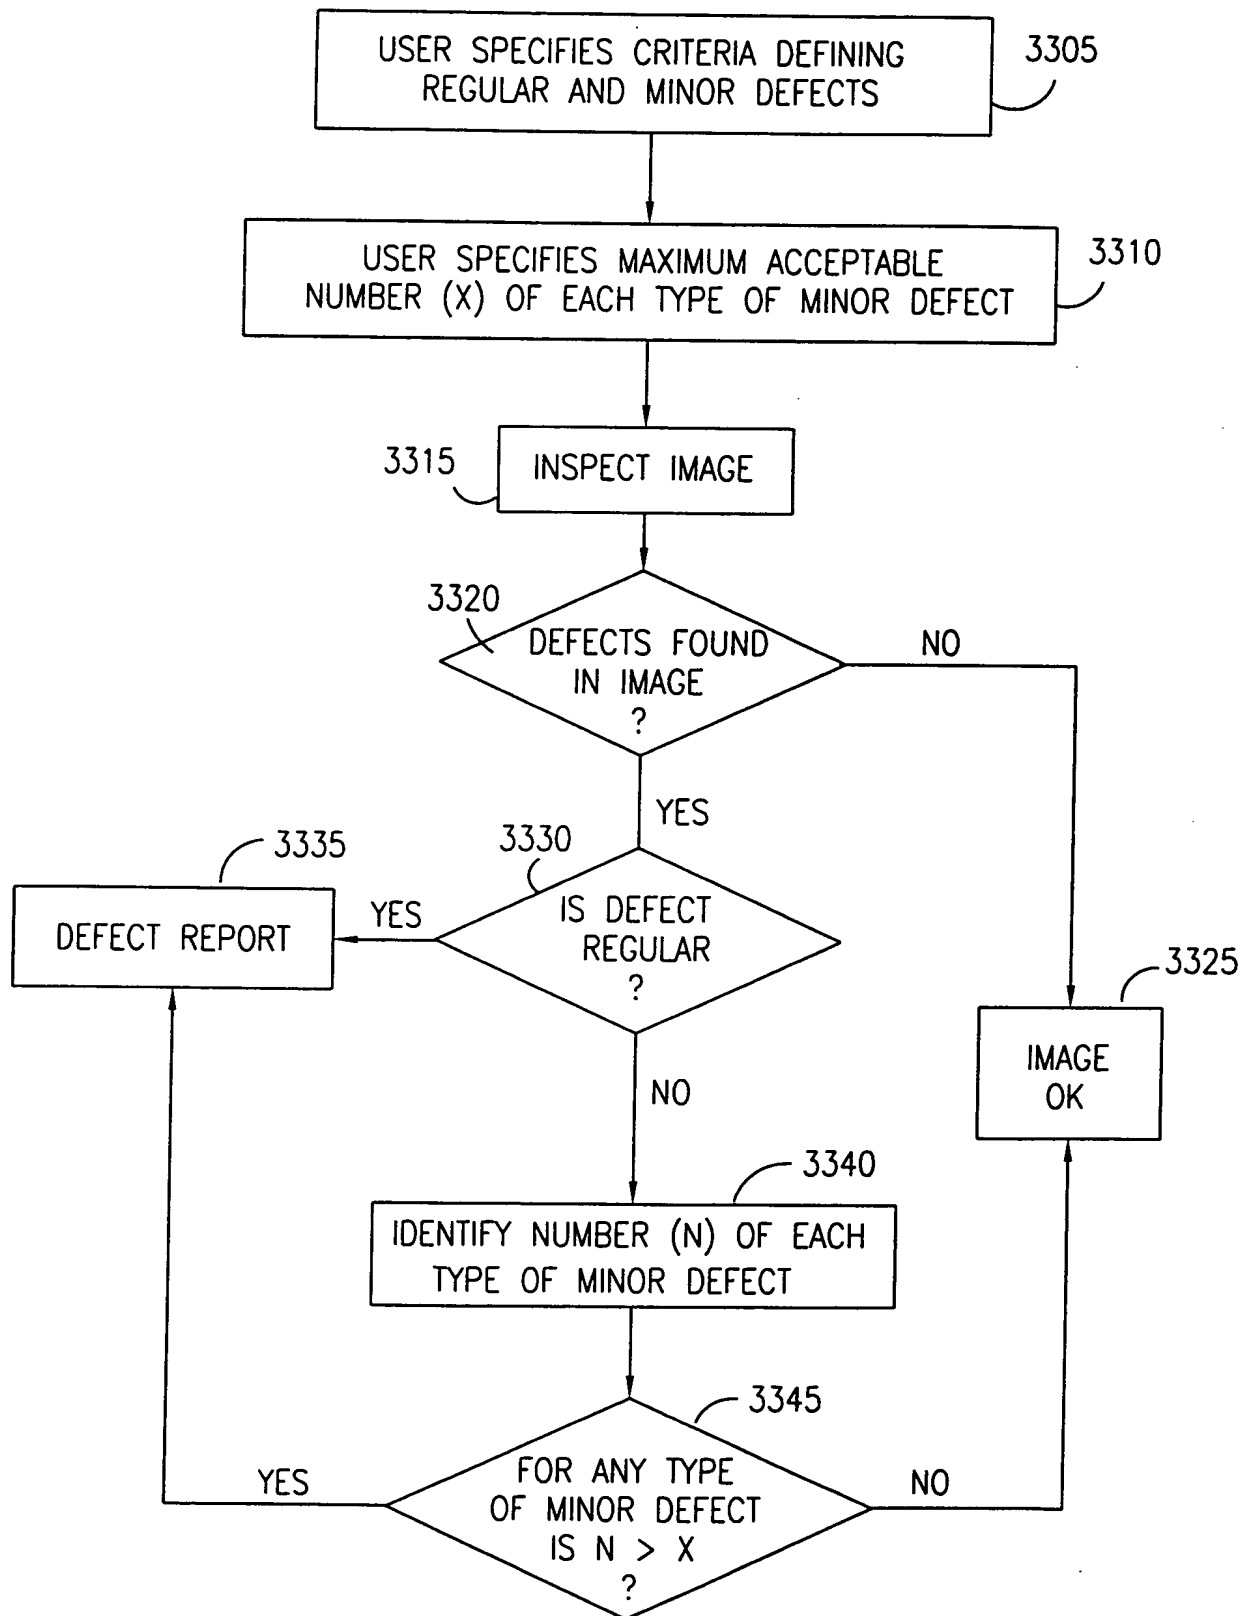 USER SPECIFIES CRITERIA DEFINING
REGULAR AND MINOR DEFECTS
3305
USER SPECIFIES MAXIMUM ACCEPTABLE
NUMBER (X) OF EACH TYPE OF MINOR DEFECT
3310
3315
INSPECT IMAGE
3320
DEFECTS FOUND
IN IMAGE
?
NO
YES
3335
3330
DEFECT REPORT
YES
IS DEFECT
REGULAR
?
3325
IMAGE
OK
NO
3340
IDENTIFY NUMBER (N) OF EACH
TYPE OF MINOR DEFECT
3345
YES
FOR ANY TYPE
OF MINOR DEFECT
IS N > X
?
NO